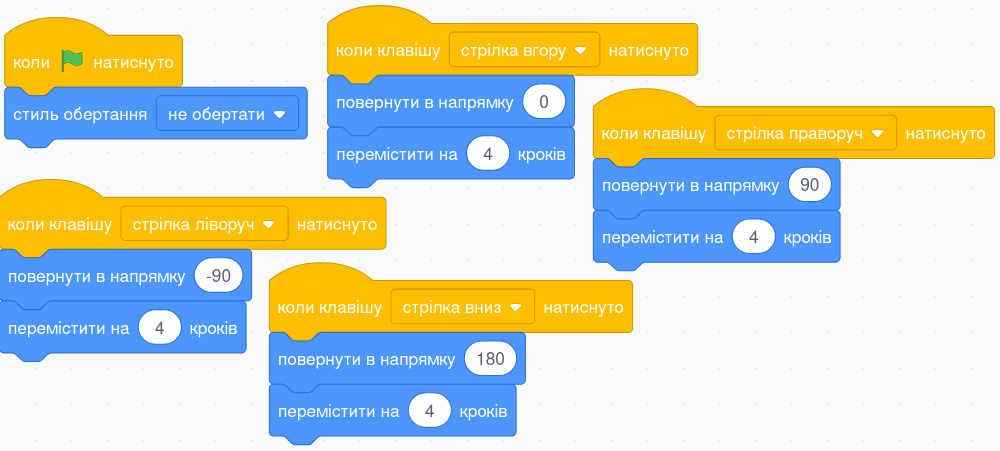 коли натиснуто
стиль обертання не обертати
коли клавішу стрілка вгору натиснуто
повернути в напрямку 0
перемістити на 4 кроків
коли клавішу стрілка праворуч натиснуто
повернути в напрямку 90
перемістити на 4 кроків
коли клавішу стрілка ліворуч натиснуто
повернути в напрямку -90
перемістити на 4 кроків
коли клавішу стрілка вниз натиснуто
повернути в напрямку 180
перемістити на 4 кроків